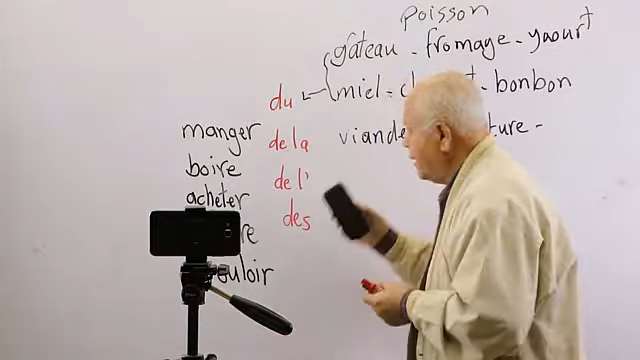 poisson
gâteau - fromage - yaourt
du miel - bonbon
manger de la viande
boire de l'
acheter des